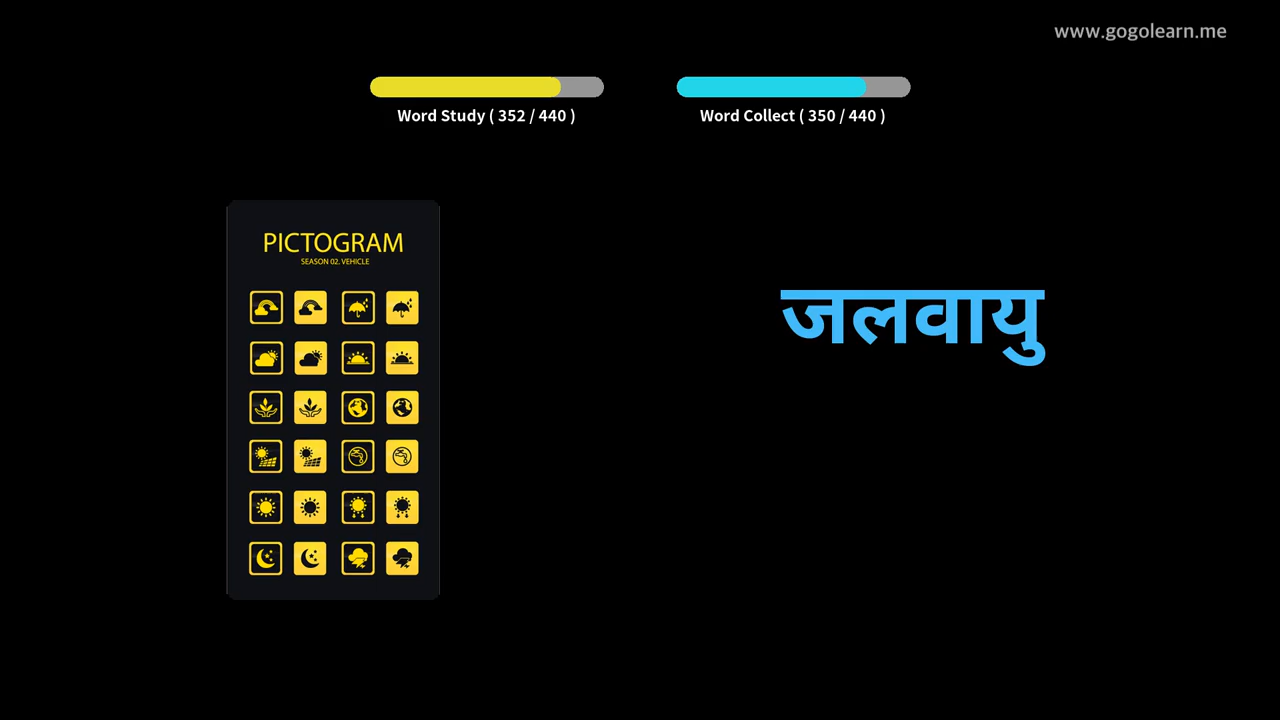 www.gogolearn.me
Word Study ( 352 / 440 )
Word Collect ( 350 / 440 )
PICTOGRAM
SEASON 02. VEHICLE
जलवायु